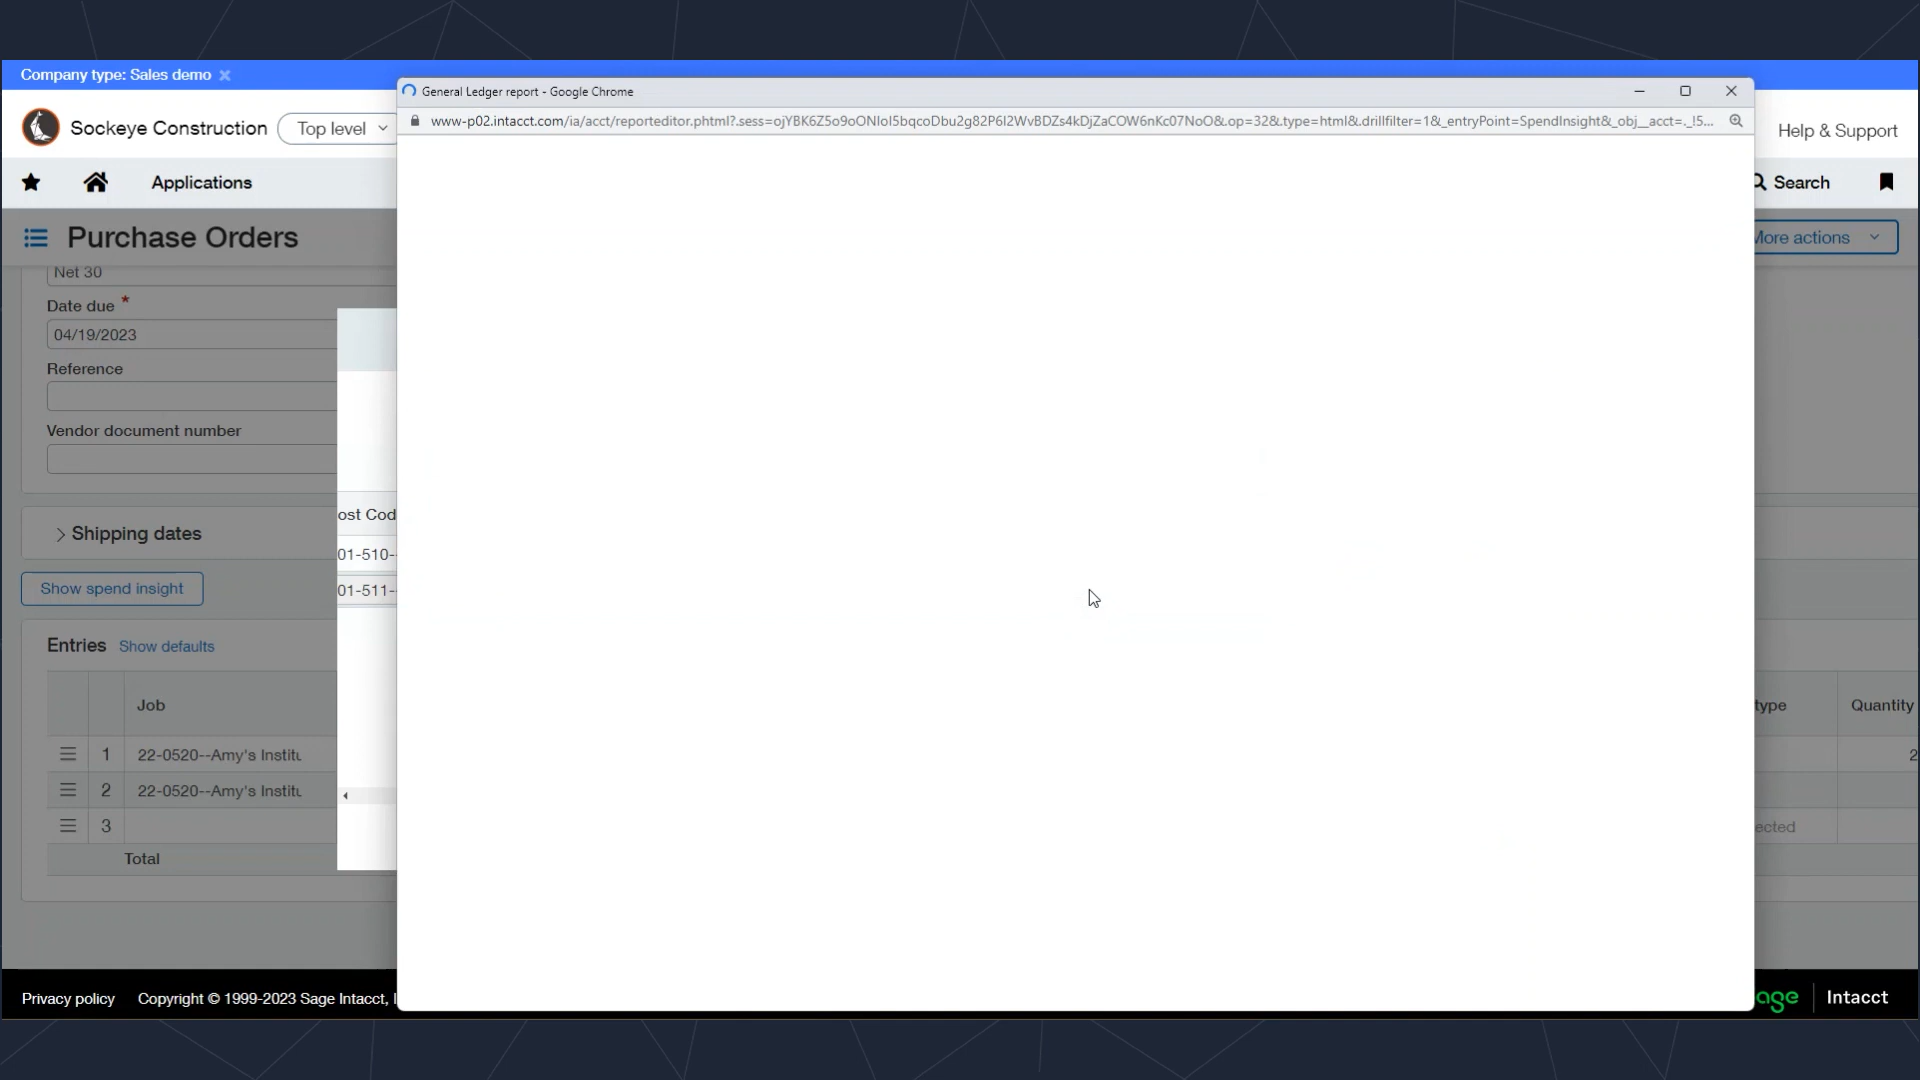 Company type: Sales demo
General Ledger report - Google Chrome
www-p02.intacct.com/ia/acct/reporteditor.phtml?.sess=ojYBK6Z5o9oONIoI5bqcoDbu2g82P6I2WvBDZs4kDjZaCOW6nKc07NoO&.op=32&.type=html&.drillfilter=1&_entryPoint=SpendInsight&_obj__acct=._!5...
Sockeye Construction
Top level
Help & Support
Applications
Search
Purchase Orders
More actions
Net 30
Date due *
04/19/2023
Reference
Vendor document number
ost Cod
Shipping dates
01-510-
Show spend insight
01-511-
Entries Show defaults
Job
type
Quantity
1 22-0520--Amy's Institu
2
2 22-0520--Amy's Institu
3
ected
Total
Privacy policy
Copyright © 1999-2023 Sage Intacct, I
age
Intacct